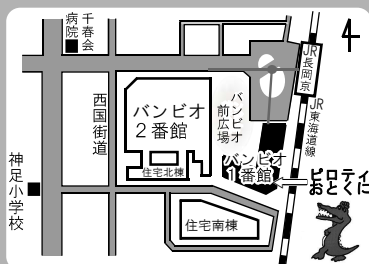 千春会
病院
JR長岡京
4
JR東海道線
西国街道
バンビオ
2番館
バンビオ
前広場
バンビオ
1番館
ピロティ
おとくに
住宅北棟
住宅南棟
神足小学校